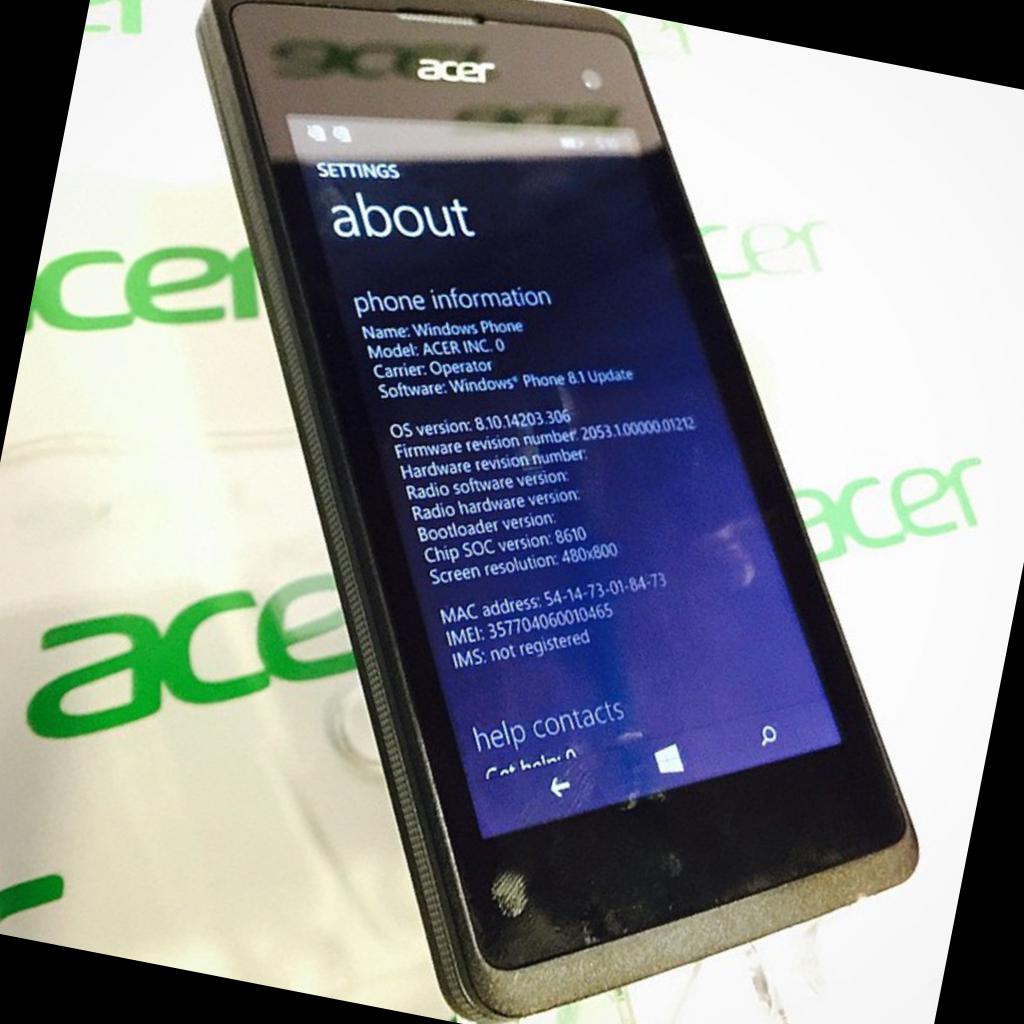 acer
SETTINGS
about
phone information
Name: Windows Phone
Model: ACER INC. 0
Carrier: Operator
Software: Windows® Phone 8.1 Update
OS version: 8.10.14203.306
Firmware revision number: 2053.1.00000.01212
Hardware revision number:
Radio software version:
Radio hardware version:
Bootloader version:
Chip SOC version: 8610
Screen resolution: 480x800
MAC address: 54-14-73-01-84-73
IMEI: 357704060010465
IMS: not registered
help contacts
acer
acer
acer
acer